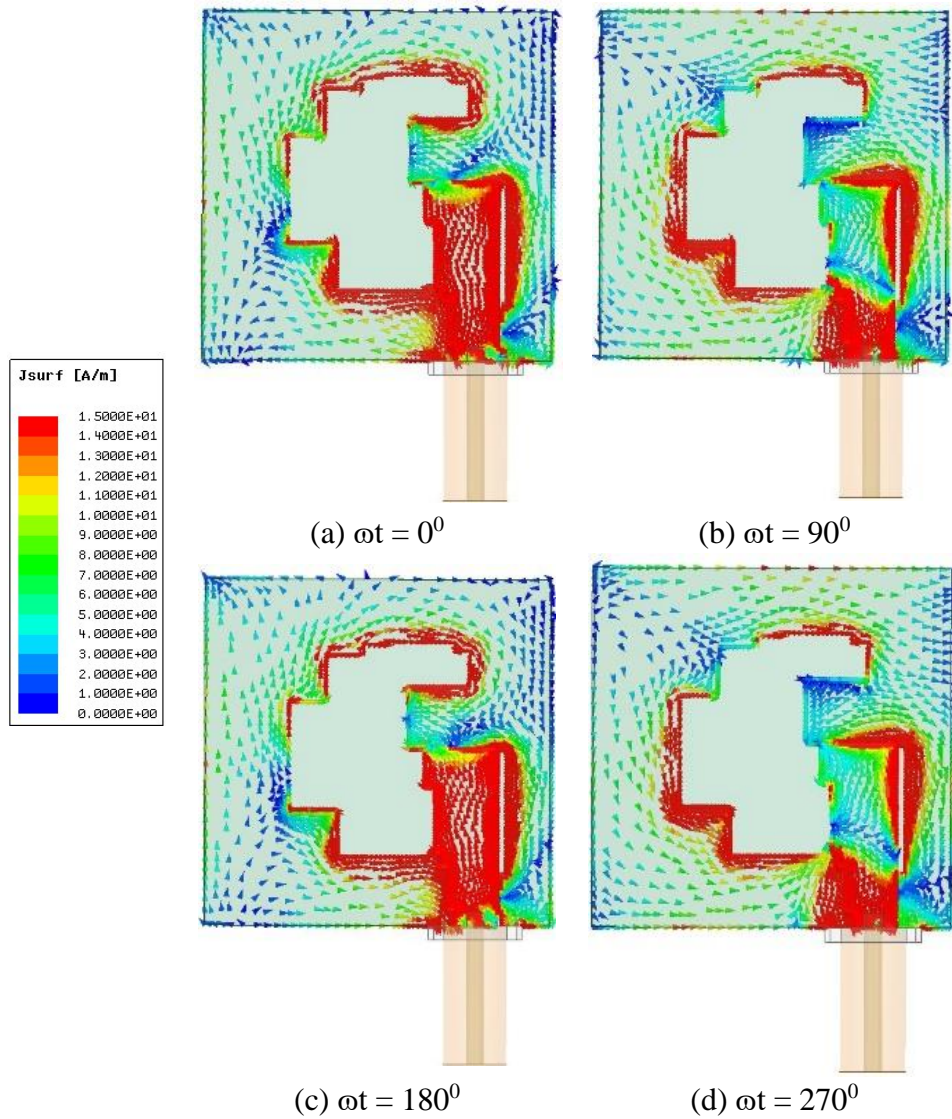 (a) ωt = 0⁰
(b) ωt = 90⁰
Jsurf [A/m]
1.5000E+01
1.4000E+01
1.3000E+01
1.2000E+01
1.1000E+01
1.0000E+01
9.0000E+00
8.0000E+00
7.0000E+00
6.0000E+00
5.0000E+00
4.0000E+00
3.0000E+00
2.0000E+00
1.0000E+00
0.0000E+00
(c) ωt = 180⁰
(d) ωt = 270⁰